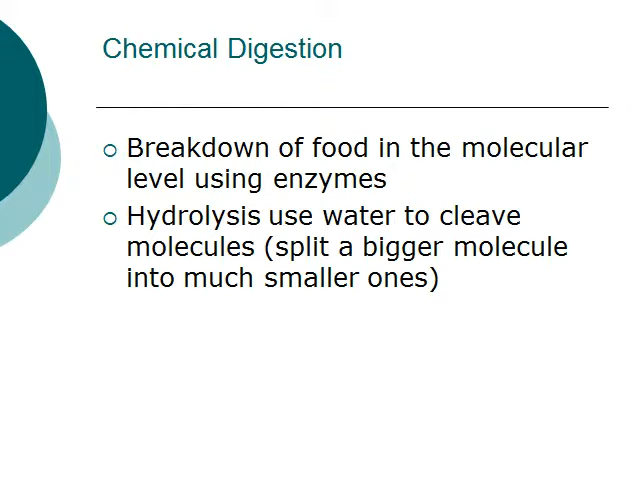 Chemical Digestion
Breakdown of food in the molecular
level using enzymes
Hydrolysis use water to cleave
molecules (split a bigger molecule
into much smaller ones)